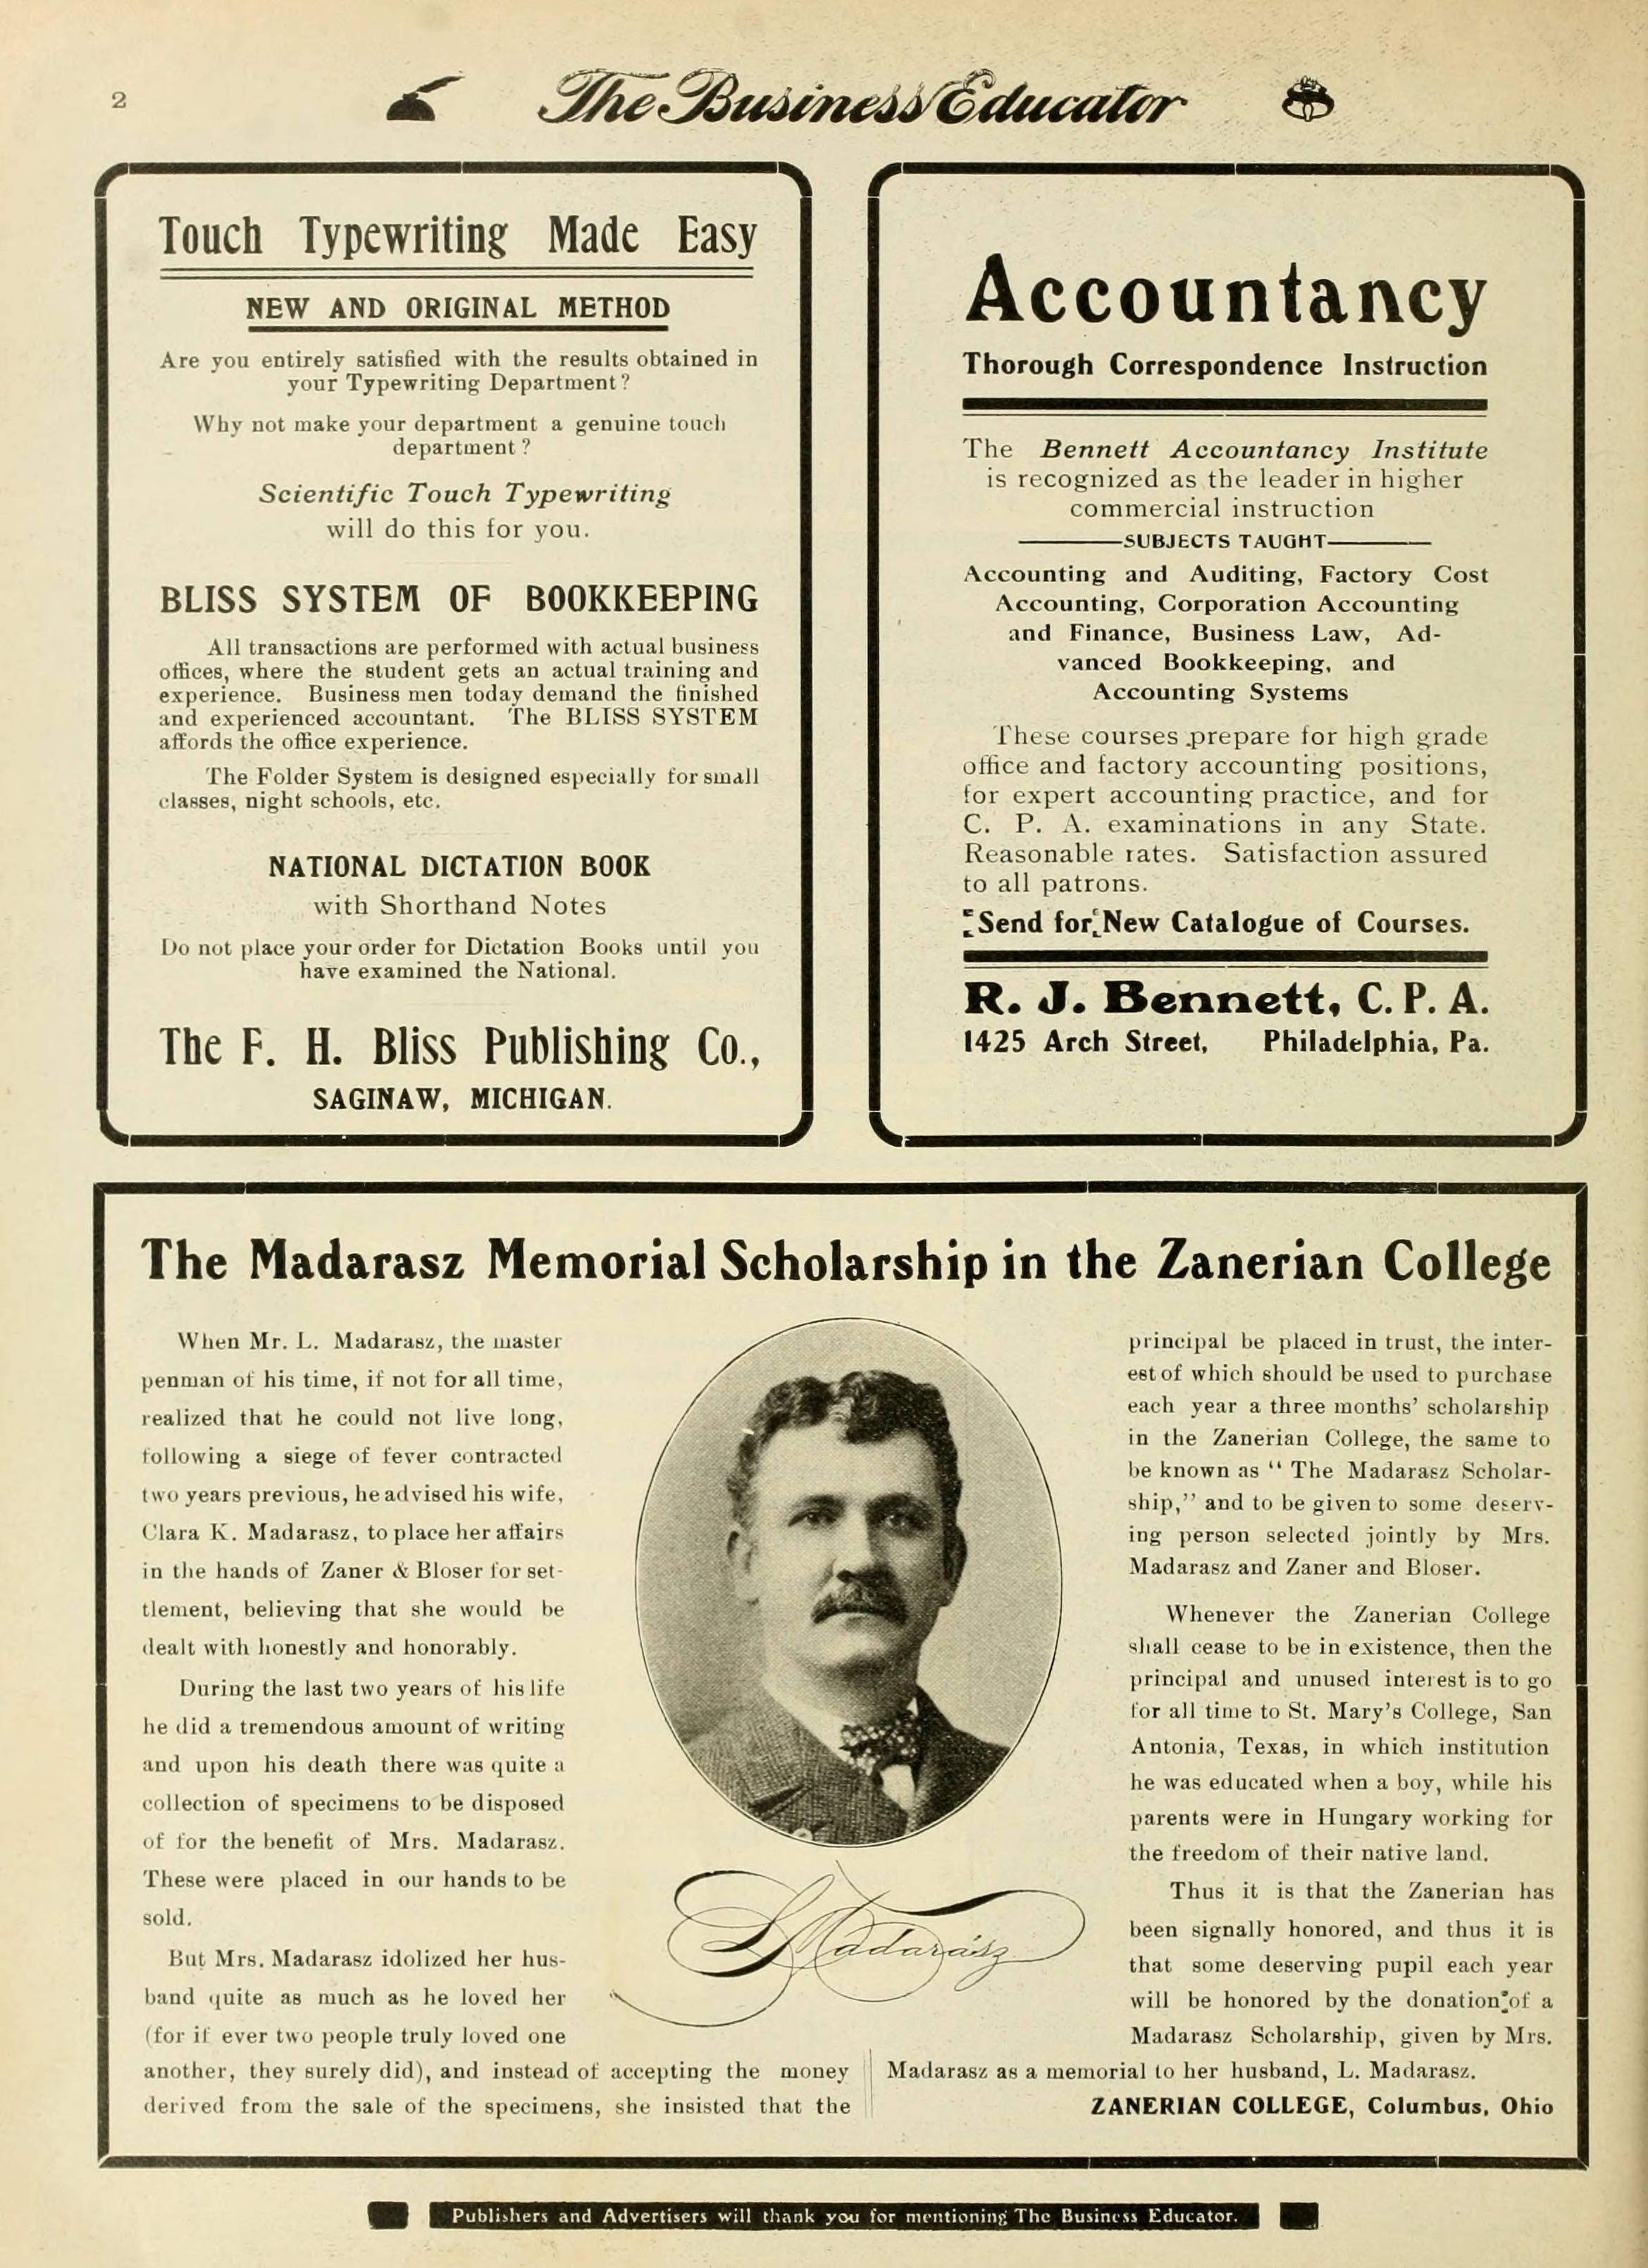 2
The Business Educator
Touch Typewriting Made Easy
NEW AND ORIGINAL METHOD
Are you entirely satisfied with the results obtained in
your Typewriting Department?
Why not make your department a genuine touch
department?
Scientific Touch Typewriting
will do this for you.
BLISS SYSTEM OF BOOKKEEPING
All transactions are performed with actual business
offices, where the student gets an actual training and
experience. Business men today demand the finished
and experienced accountant. The BLISS SYSTEM
affords the office experience.
The Folder System is designed especially for small
classes, night schools, etc.
NATIONAL DICTATION BOOK
with Shorthand Notes
Do not place your order for Dictation Books until you
have examined the National.
The F. H. Bliss Publishing Co.,
SAGINAW, MICHIGAN.
Accountancy
Thorough Correspondence Instruction
The Bennett Accountancy Institute
is recognized as the leader in higher
commercial instruction
SUBJECTS TAUGHT
Accounting and Auditing, Factory Cost
Accounting, Corporation Accounting
and Finance, Business Law, Ad-
vanced Bookkeeping, and
Accounting Systems
These courses prepare for high grade
office and factory accounting positions,
for expert accounting practice, and for
C. P. A. examinations in any State.
Reasonable rates. Satisfaction assured
to all patrons.
Send for New Catalogue of Courses.
R. J. Bennett, C. P. A.
1425 Arch Street, Philadelphia, Pa.
The Madarasz Memorial Scholarship in the Zanerian College
When Mr. L. Madarasz, the master
penman of his time, if not for all time,
realized that he could not live long,
following a siege of fever contracted
two years previous, he advised his wife,
Clara K. Madarasz, to place her affairs
in the hands of Zaner & Bloser for set-
tlement, believing that she would be
dealt with honestly and honorably.
During the last two years of his life
he did a tremendous amount of writing
and upon his death there was quite a
collection of specimens to be disposed
of for the benefit of Mrs. Madarasz.
These were placed in our hands to be
sold.
But Mrs. Madarasz idolized her hus-
band quite as much as he loved her
(for if ever two people truly loved one
another, they surely did), and instead of accepting the money
derived from the sale of the specimens, she insisted that the
L Madarász
principal be placed in trust, the inter-
est of which should be used to purchase
each year a three months' scholarship
in the Zanerian College, the same to
be known as "The Madarasz Scholar-
ship," and to be given to some deserv-
ing person selected jointly by Mrs.
Madarasz and Zaner and Bloser.
Whenever the Zanerian College
shall cease to be in existence, then the
principal and unused interest is to go
for all time to St. Mary's College, San
Antonia, Texas, in which institution
he was educated when a boy, while his
parents were in Hungary working for
the freedom of their native land.
Thus it is that the Zanerian has
been signally honored, and thus it is
that some deserving pupil each year
will be honored by the donation of a
Madarasz Scholarship, given by Mrs.
Madarasz as a memorial to her husband, L. Madarasz.
ZANERIAN COLLEGE, Columbus, Ohio
Publishers and Advertisers will thank you for mentioning The Business Educator.